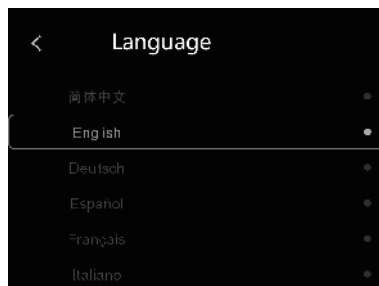 Language
简体中文
English
Deutsch
Español
Français
Italiano